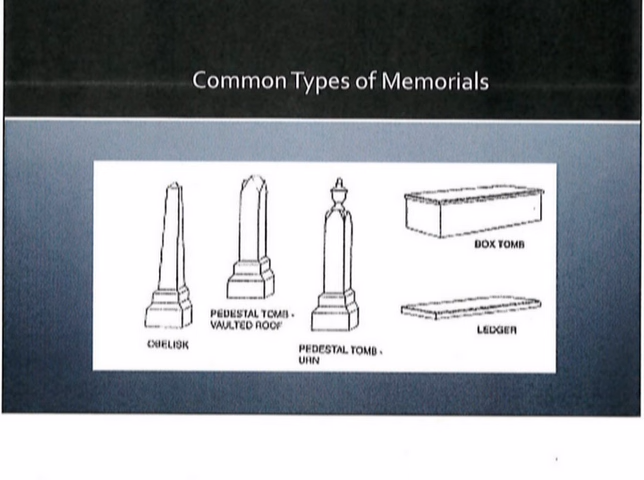 Common Types of Memorials
OBELISK
PEDESTAL TOMB -
VAULTED ROOF
PEDESTAL TOMB -
URN
BOX TOMB
LEDGER